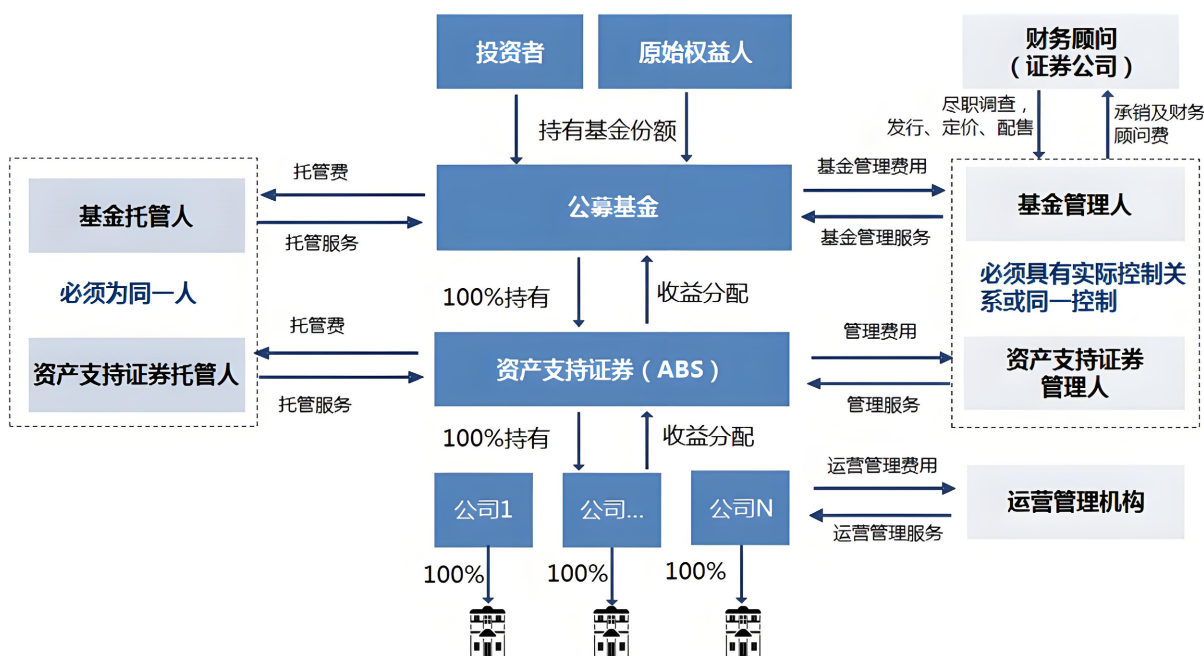 投资者
原始权益人
财务顾问
（证券公司）
持有基金份额
尽职调查，
发行、定价、配售
承销及财务
顾问费
托管费
基金管理费用
基金托管人
公募基金
基金管理人
托管服务
基金管理服务
必须为同一人
100%持有
收益分配
必须具有实际控制关
系或同一控制
托管费
管理费用
资产支持证券托管人
资产支持证券（ABS）
资产支持证券
管理人
托管服务
管理服务
100%持有
收益分配
运营管理费用
公司1
公司...
公司N
运营管理机构
运营管理服务
100%
100%
100%